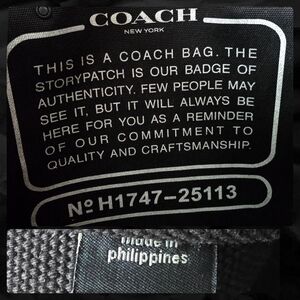 COACH
NEW YORK
THIS IS A COACH BAG. THE
STORYPATCH IS OUR BADGE OF
AUTHENTICITY. FEW PEOPLE MAY
SEE IT, BUT IT WILL ALWAYS BE
HERE FOR YOU AS A REMINDER
OF OUR COMMITMENT TO
QUALITY AND CRAFTSMANSHIP.
Nº H1747-25113
made in
philippines